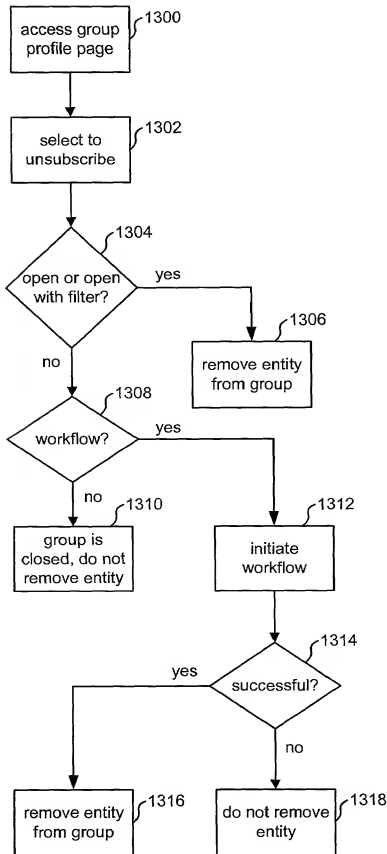 access group
profile page
1300
select to
unsubscribe
1302
open or open
with filter?
1304
yes
no
remove entity
from group
1306
workflow?
1308
yes
no
group is
closed, do not
remove entity
1310
initiate
workflow
1312
successful?
1314
yes
no
remove entity
from group
1316
do not remove
entity
1318